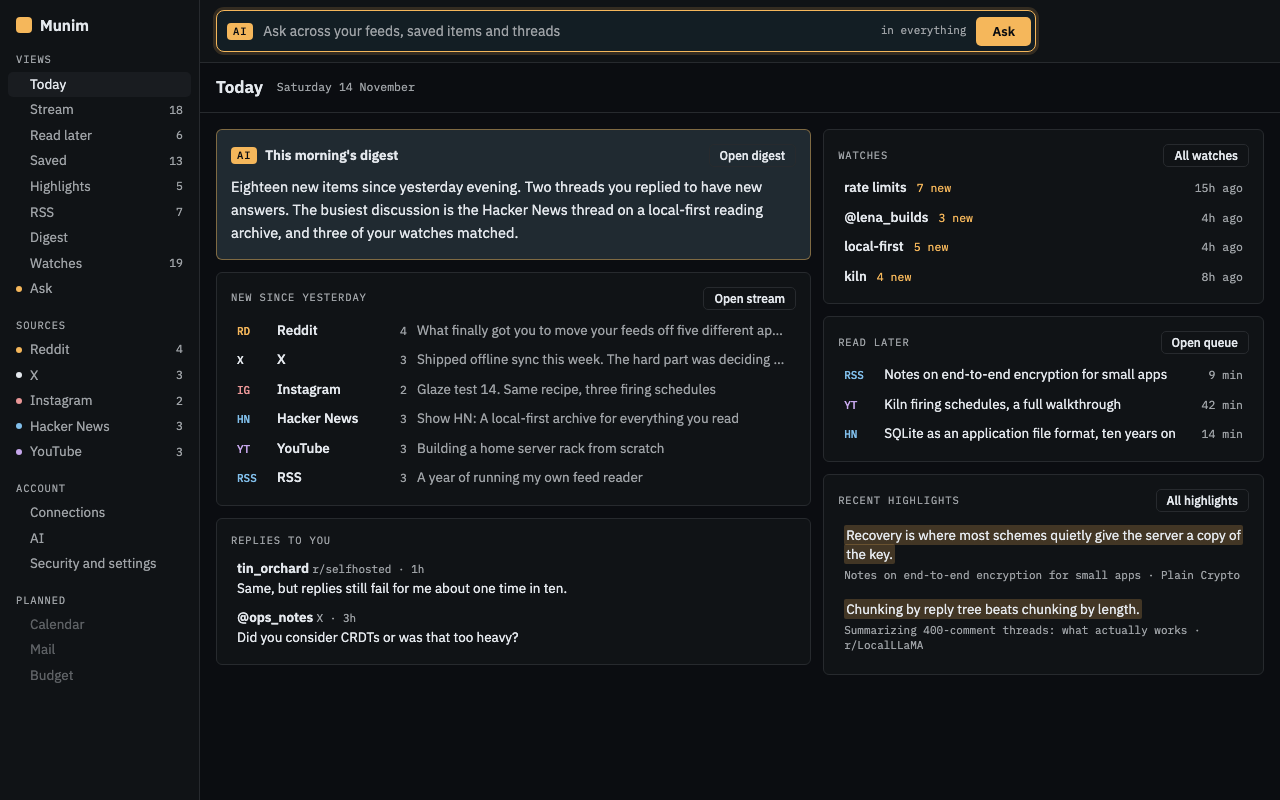 Munim
VIEWS
Today
Stream 18
Read later 6
Saved 13
Highlights 5
RSS 7
Digest
Watches 19
Ask
SOURCES
Reddit 4
X 3
Instagram 2
Hacker News 3
YouTube 3
ACCOUNT
Connections
AI
Security and settings
PLANNED
Calendar
Mail
Budget
AI Ask across your feeds, saved items and threads in everything Ask
Today Saturday 14 November
AI This morning's digest Open digest
Eighteen new items since yesterday evening. Two threads you replied to have new
answers. The busiest discussion is the Hacker News thread on a local-first reading
archive, and three of your watches matched.
NEW SINCE YESTERDAY Open stream
RD Reddit 4 What finally got you to move your feeds off five different ap...
X X 3 Shipped offline sync this week. The hard part was deciding ...
IG Instagram 2 Glaze test 14. Same recipe, three firing schedules
HN Hacker News 3 Show HN: A local-first archive for everything you read
YT YouTube 3 Building a home server rack from scratch
RSS RSS 3 A year of running my own feed reader
REPLIES TO YOU
tin_orchard r/selfhosted · 1h
Same, but replies still fail for me about one time in ten.
@ops_notes X · 3h
Did you consider CRDTs or was that too heavy?
WATCHES All watches
rate limits 7 new 15h ago
@lena_builds 3 new 4h ago
local-first 5 new 4h ago
kiln 4 new 8h ago
READ LATER Open queue
RSS Notes on end-to-end encryption for small apps 9 min
YT Kiln firing schedules, a full walkthrough 42 min
HN SQLite as an application file format, ten years on 14 min
RECENT HIGHLIGHTS All highlights
Recovery is where most schemes quietly give the server a copy of
the key.
Notes on end-to-end encryption for small apps · Plain Crypto
Chunking by reply tree beats chunking by length.
Summarizing 400-comment threads: what actually works ·
r/LocalLLaMA